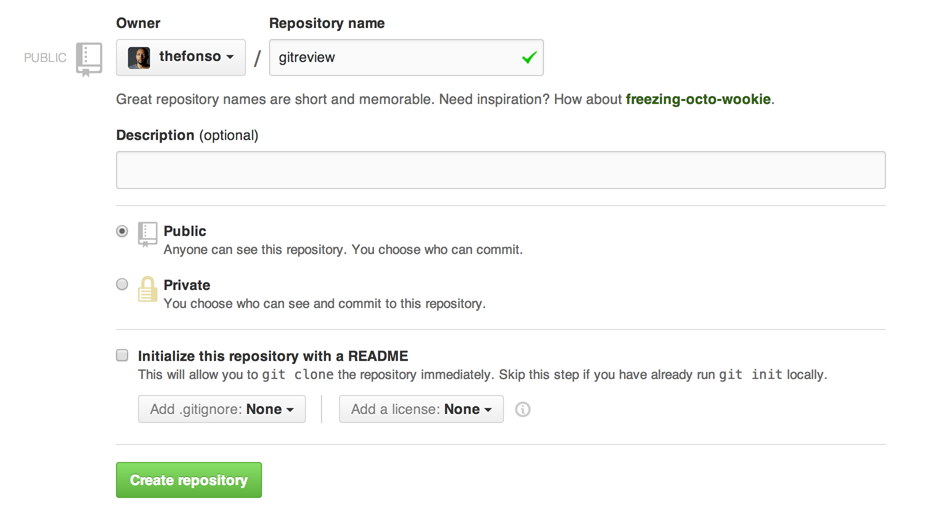 Owner
Repository name
PUBLIC
thefonso
/
gitreview
Great repository names are short and memorable. Need inspiration? How about freezing-octo-wookie.
Description (optional)
Public
Anyone can see this repository. You choose who can commit.
Private
You choose who can see and commit to this repository.
Initialize this repository with a README
This will allow you to git clone the repository immediately. Skip this step if you have already run git init locally.
Add .gitignore: None
Add a license: None
Create repository